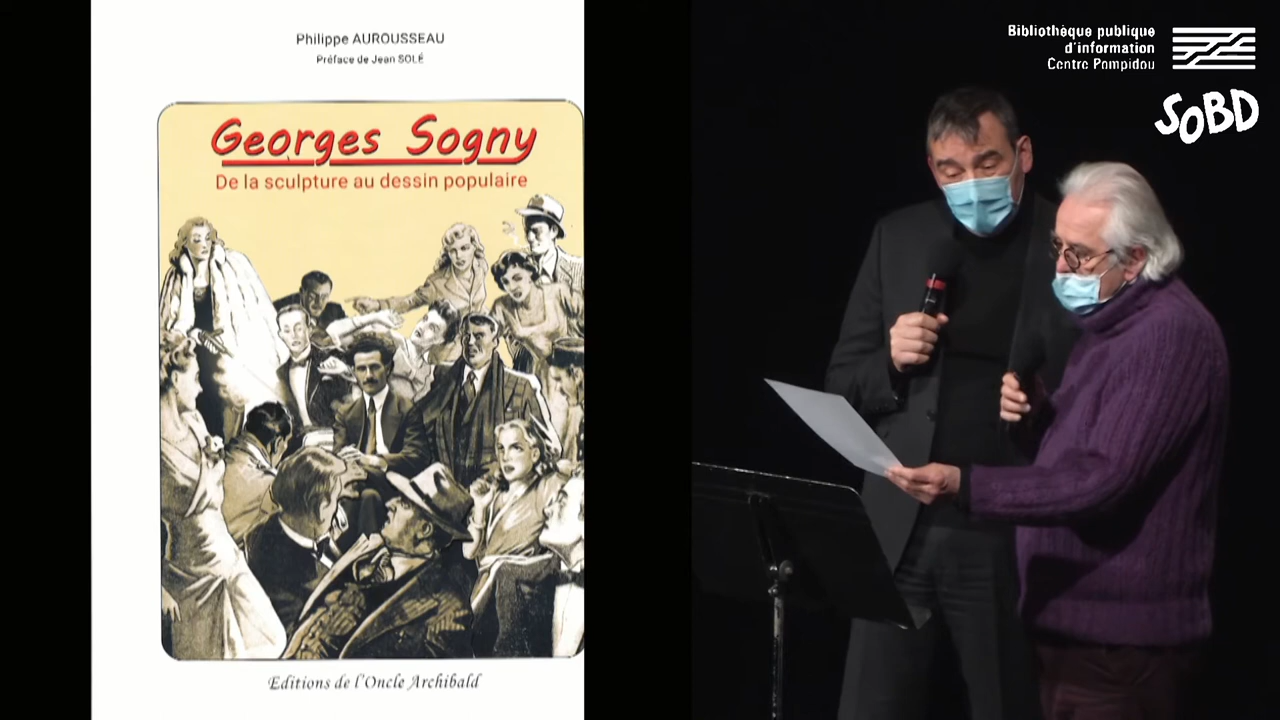 Philippe AUROUSSEAU
Préface de Jean SOLÉ
Georges Sogny
De la sculpture au dessin populaire
Editions de l'Oncle Archibald
Bibliothèque publique
d'information
Centre Pompidou
SOBD